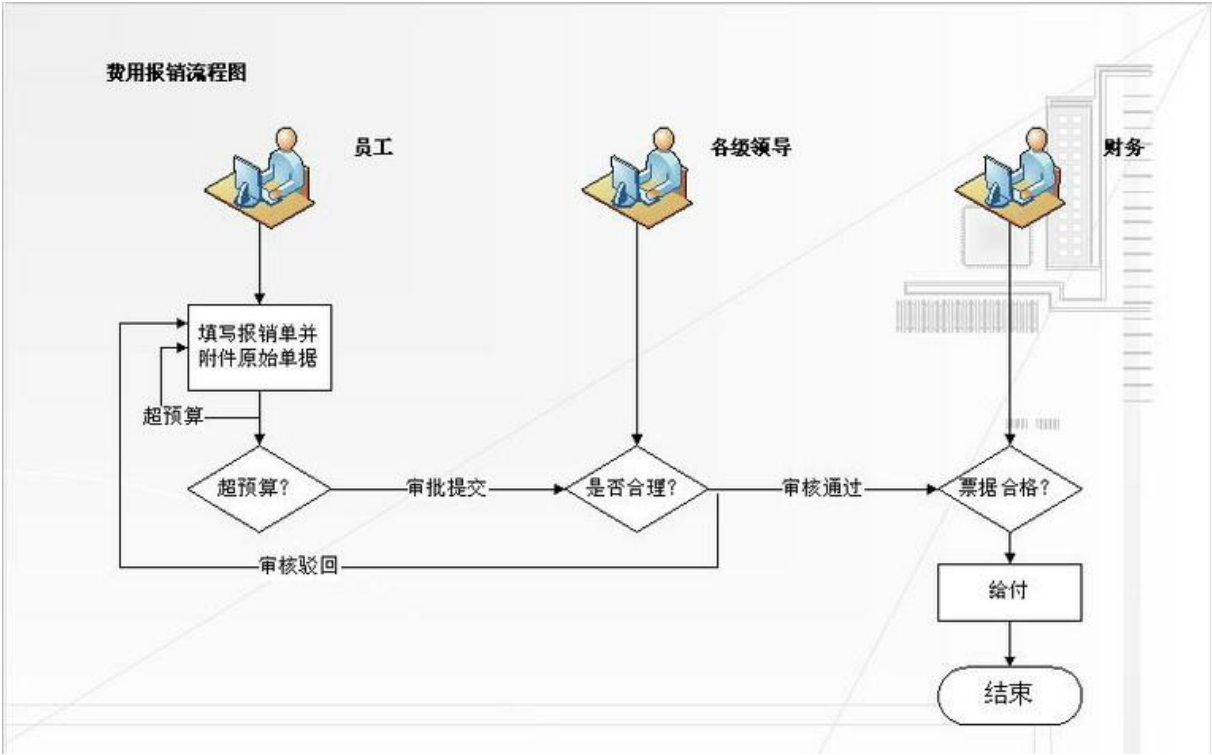 费用报销流程图
员工
各级领导
财务
填写报销单并
附件原始单据
超预算
超预算?
审批提交
是否合理?
审核通过
票据合格?
审核驳回
给付
结束